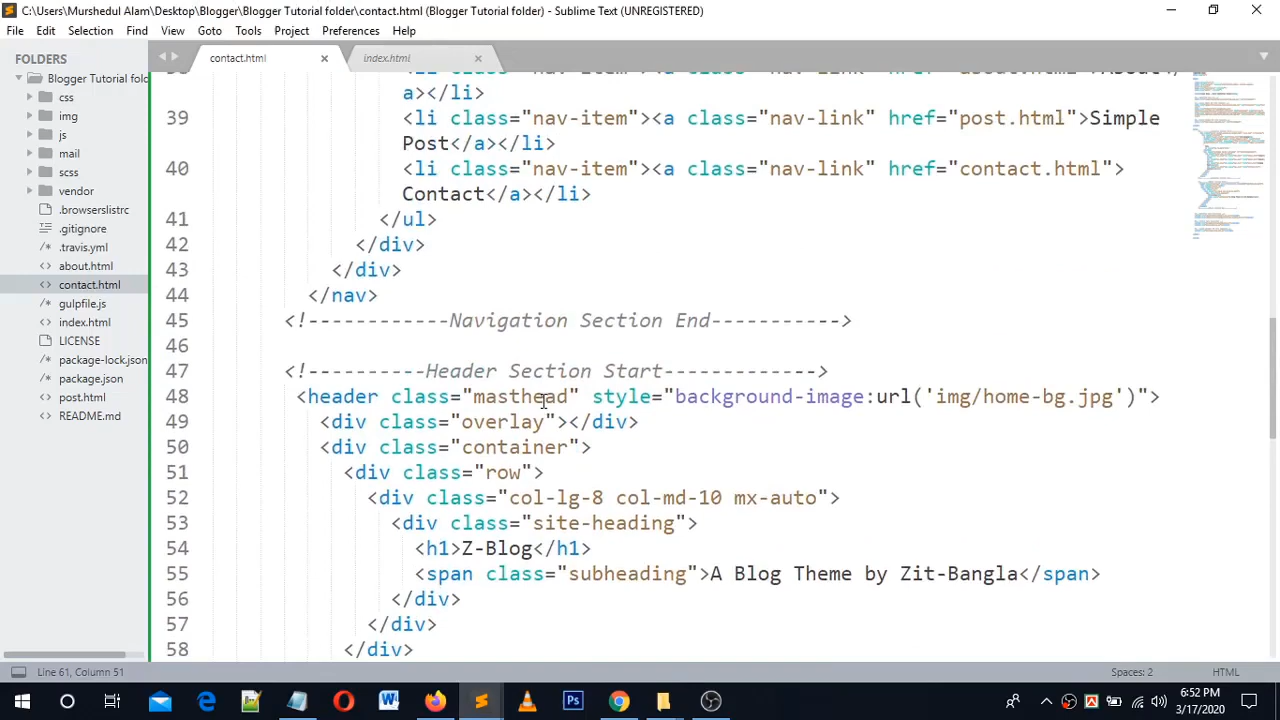 C:\Users\Murshedul Alam\Desktop\Blogger\Blogger Tutorial folder\contact.html (Blogger Tutorial folder) - Sublime Text (UNREGISTERED)
File Edit Selection Find View Goto Tools Project Preferences Help
FOLDERS
Blogger Tutorial fold
css
img
js
mail
scss
vendor
.browserslistrc
.gitignore
.travis.yml
about.html
contact.html
gulpfile.js
index.html
LICENSE
package-lock.json
package.json
post.html
README.md
contact.html index.html
a></li>
39 <li class="nav-item"><a class="nav-link" href="post.html">Simple
Post</a></li>
40 <li class="nav-item"><a class="nav-link" href="contact.html">
Contact</a></li>
41 </ul>
42 </div>
43 </div>
44 </nav>
45 <!------------Navigation Section End----------->
46
47 <!----------Header Section Start------------->
48 <header class="masthead" style="background-image:url('img/home-bg.jpg')">
49 <div class="overlay"></div>
50 <div class="container">
51 <div class="row">
52 <div class="col-lg-8 col-md-10 mx-auto">
53 <div class="site-heading">
54 <h1>Z-Blog</h1>
55 <span class="subheading">A Blog Theme by Zit-Bangla</span>
56 </div>
57 </div>
58 </div>
Line 61, Column 51
Spaces: 2 HTML
6:52 PM
3/17/2020